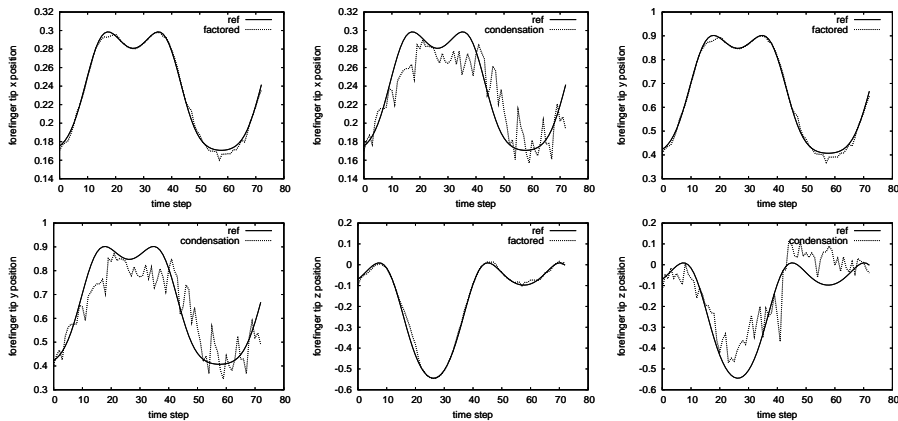 0.32
0.3
0.28
0.26
0.24
0.22
0.2
0.18
0.16
0.14
0 10 20 30 40 50 60 70 80
forefinger tip x position
time step
ref
factored
0.32
0.3
0.28
0.26
0.24
0.22
0.2
0.18
0.16
0.14
0 10 20 30 40 50 60 70 80
forefinger tip x position
time step
ref
condensation
1
0.9
0.8
0.7
0.6
0.5
0.4
0.3
0 10 20 30 40 50 60 70 80
forefinger tip y position
time step
ref
factored
1
0.9
0.8
0.7
0.6
0.5
0.4
0.3
0 10 20 30 40 50 60 70 80
forefinger tip y position
time step
ref
condensation
0.2
0.1
0
-0.1
-0.2
-0.3
-0.4
-0.5
-0.6
0 10 20 30 40 50 60 70 80
forefinger tip z position
time step
ref
factored
0.2
0.1
0
-0.1
-0.2
-0.3
-0.4
-0.5
-0.6
0 10 20 30 40 50 60 70 80
forefinger tip z position
time step
ref
condensation